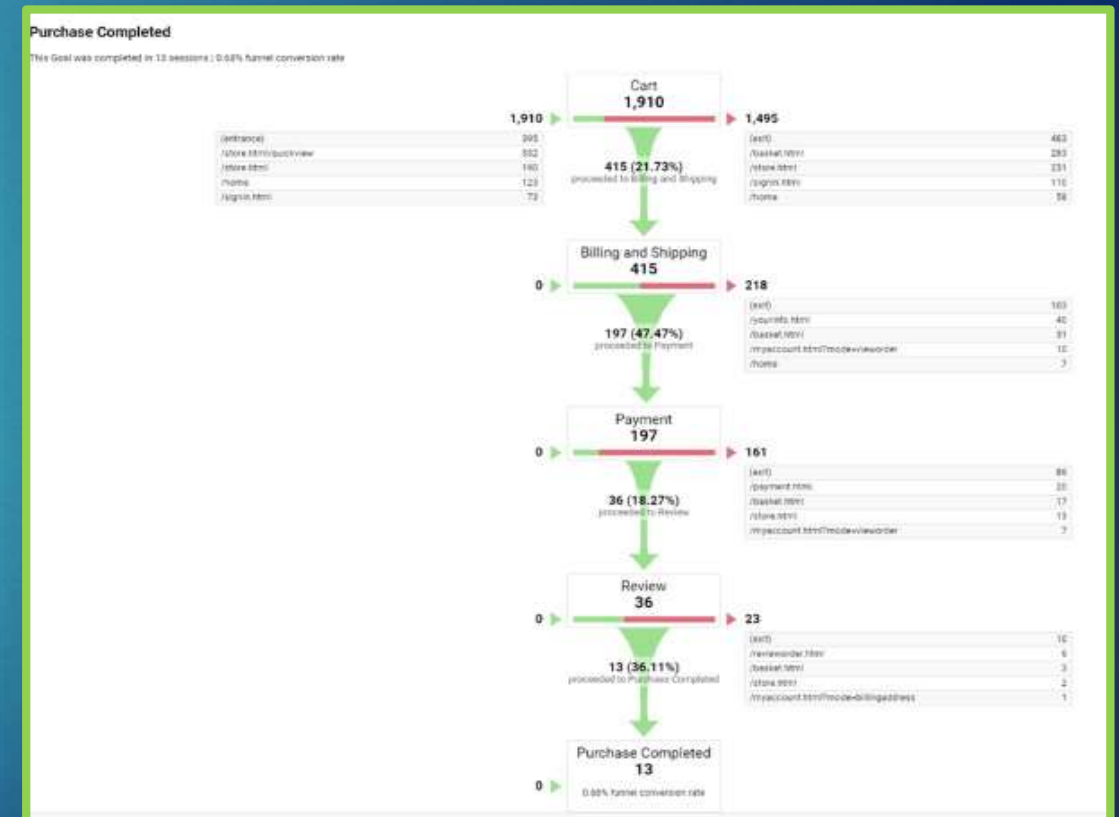 Purchase Completed
This Goal was completed in 13 sessions | 0.68% funnel conversion rate
Cart
1,910
1,910
1,495
(entrance) 395
/store.html/quickview 332
/store.html 190
/home 123
/signin.html 73
(exit) 463
/basket.html 283
/store.html 231
/signin.html 110
/home 58
415 (21.73%)
proceeded to Billing and Shipping
Billing and Shipping
415
0
218
(exit) 103
/yourinfo.html 40
/basket.html 31
/myaccount.html?mode=vieworder 10
/home 7
197 (47.47%)
proceeded to Payment
Payment
197
0
161
(exit) 86
/payment.html 20
/basket.html 17
/store.html 13
/myaccount.html?mode=vieworder 7
36 (18.27%)
proceeded to Review
Review
36
0
23
(exit) 10
/revieworder.html
/basket.html 3
/store.html 2
/myaccount.html?mode=billingaddress 1
13 (36.11%)
proceeded to Purchase Completed
Purchase Completed
13
0
0.68% funnel conversion rate